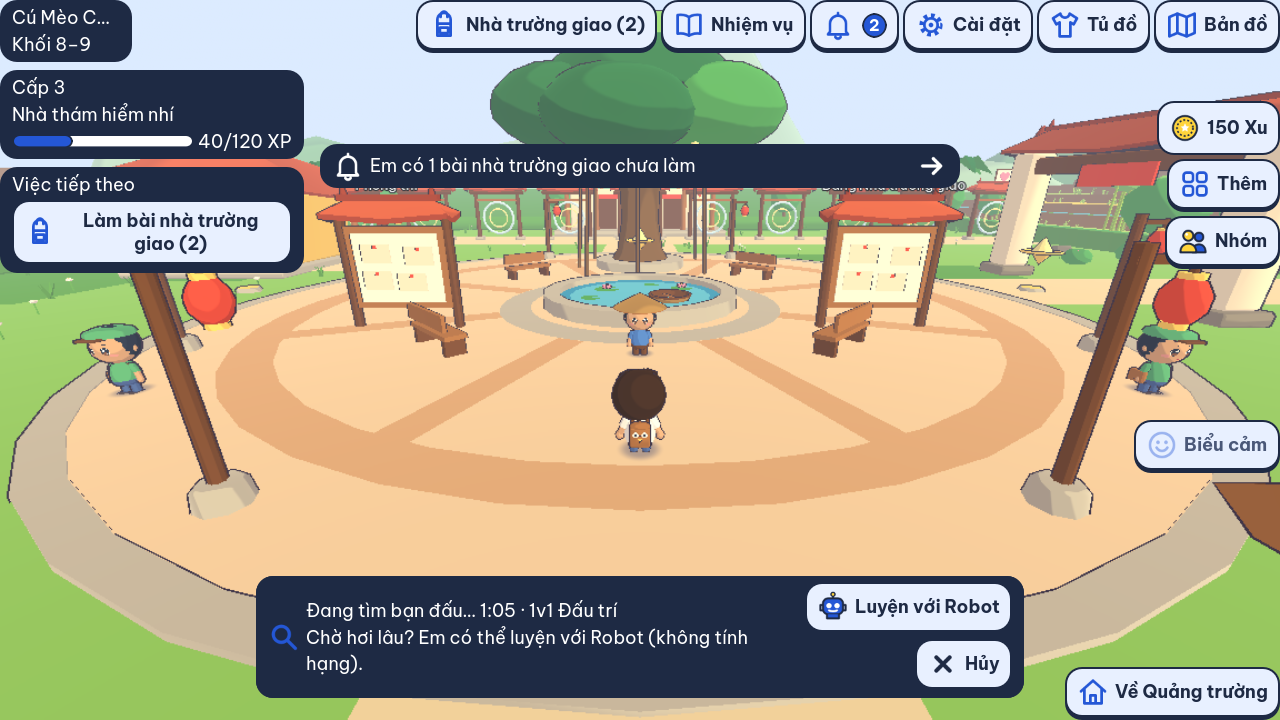 Cú Mèo C...
Khối 8–9
Nhà trường giao (2)
Nhiệm vụ
2
Cài đặt
Tủ đồ
Bản đồ
Cấp 3
Nhà thám hiểm nhí
40/120 XP
150 Xu
Em có 1 bài nhà trường giao chưa làm
Thêm
Việc tiếp theo
Làm bài nhà trường
giao (2)
Nhóm
Biểu cảm
Đang tìm bạn đấu... 1:05 · 1v1 Đấu trí
Chờ hơi lâu? Em có thể luyện với Robot (không tính
hạng).
Luyện với Robot
Hủy
Về Quảng trường